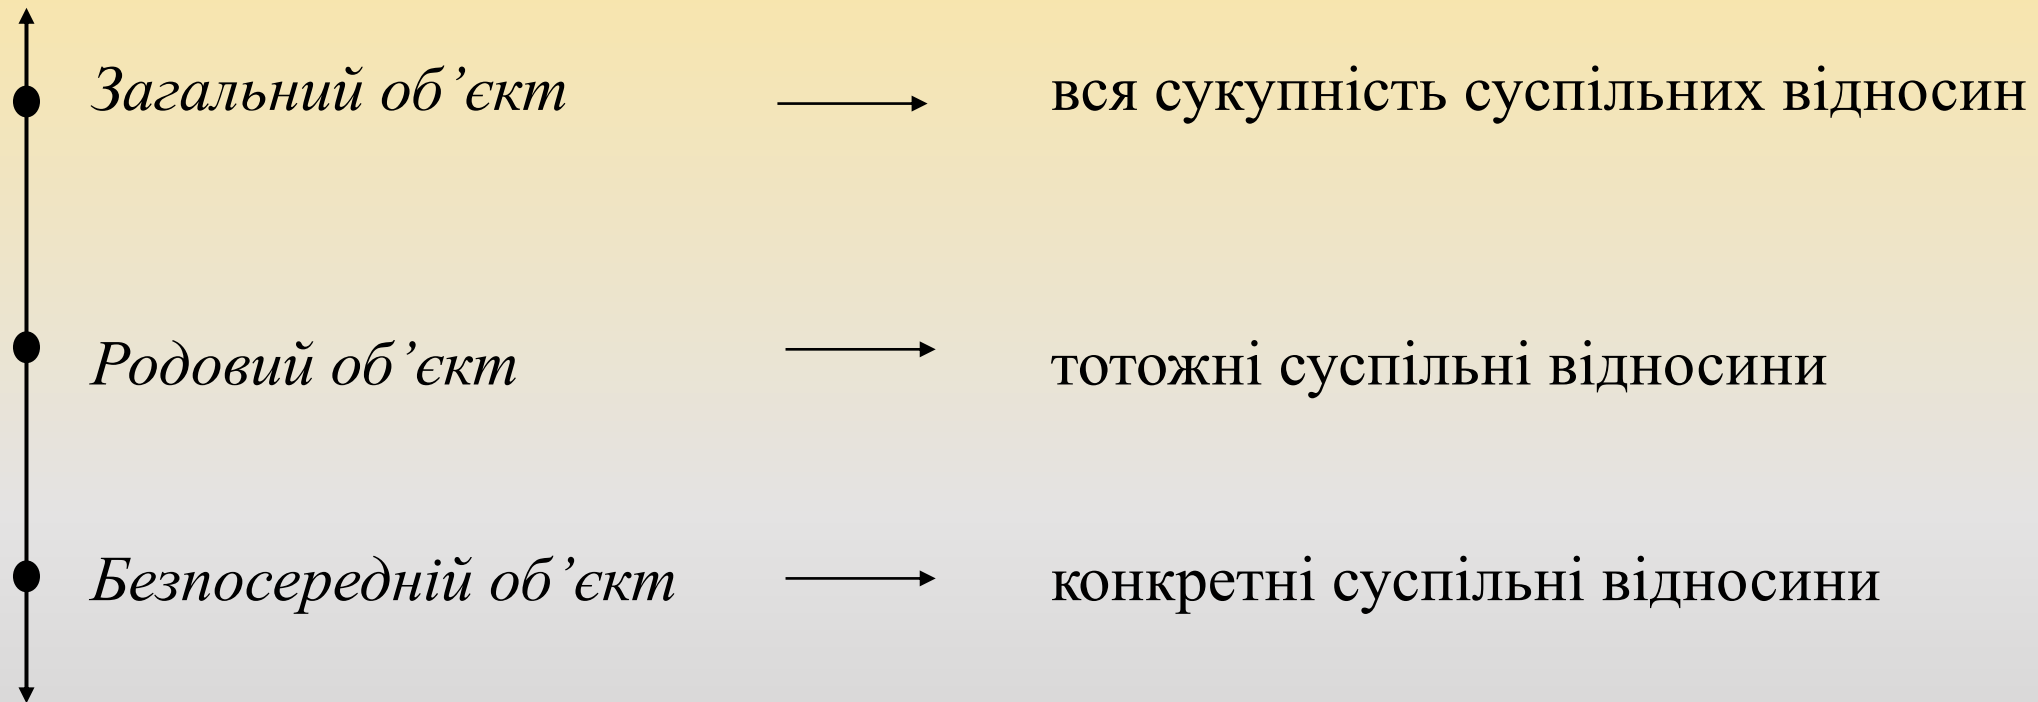 Загальний об’єкт вся сукупність суспільних відносин
Родовий об’єкт тотожні суспільні відносини
Безпосередній об’єкт конкретні суспільні відносини